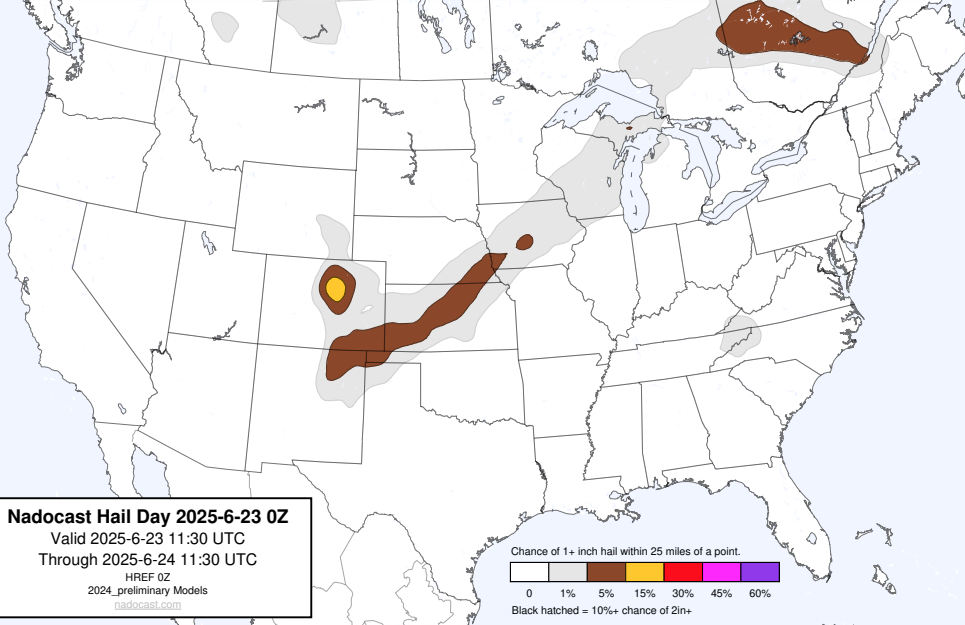 Nadocast Hail Day 2025-6-23 0Z
Valid 2025-6-23 11:30 UTC
Through 2025-6-24 11:30 UTC
HREF 0Z
2024_preliminary Models
nadocast.com
Chance of 1+ inch hail within 25 miles of a point.
0 1% 5% 15% 30% 45% 60%
Black hatched = 10%+ chance of 2in+